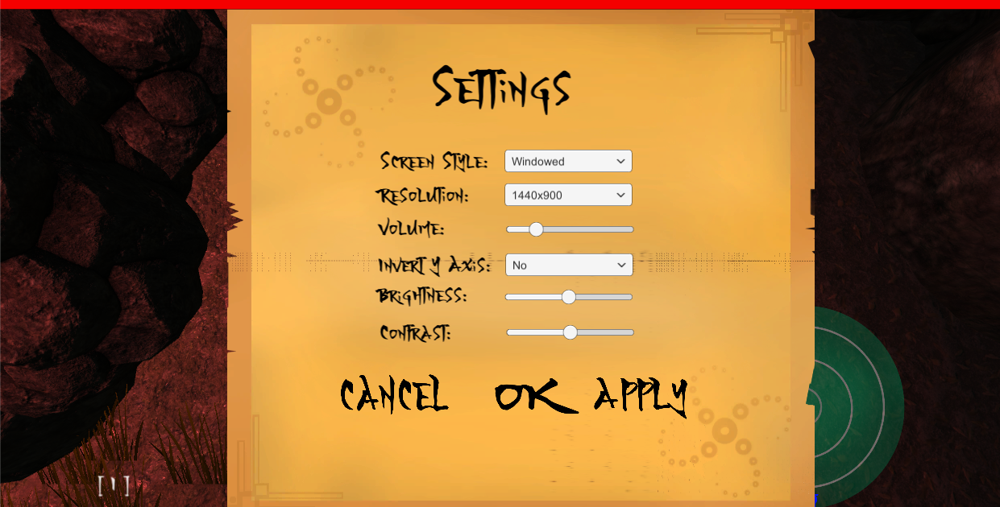 Settings
Screen Style: Windowed
Resolution: 1440x900
Volume:
Invert Y Axis: No
Brightness:
Contrast:
Cancel OK Apply